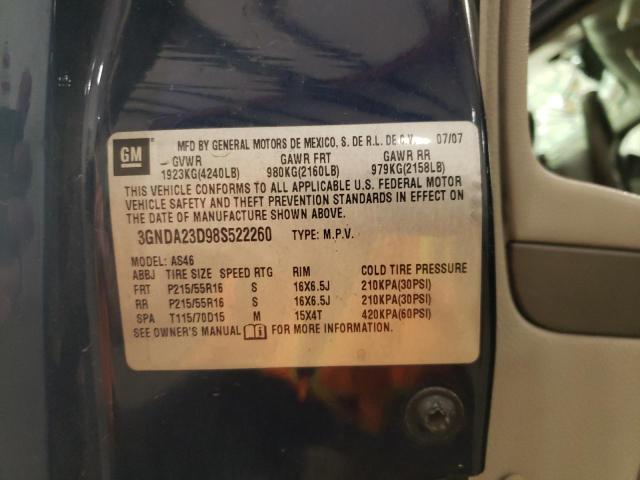 GM
MFD BY GENERAL MOTORS DE MEXICO, S. DE R.L. DE C.V. 07/07
GVWR GAWR FRT GAWR RR
1923KG(4240LB) 980KG(2160LB) 979KG(2158LB)
THIS VEHICLE CONFORMS TO ALL APPLICABLE U.S. FEDERAL MOTOR
VEHICLE SAFETY AND THEFT PREVENTION STANDARDS IN EFFECT ON
THE DATE OF MANUFACTURE SHOWN ABOVE.
3GNDA23D98S522260 TYPE: M.P.V.
MODEL: AS46
ABBJ TIRE SIZE SPEED RTG RIM COLD TIRE PRESSURE
FRT P215/55R16 S 16X6.5J 210KPA(30PSI)
RR P215/55R16 S 16X6.5J 210KPA(30PSI)
SPA T115/70D15 M 15X4T 420KPA(60PSI)
SEE OWNER'S MANUAL FOR MORE INFORMATION.